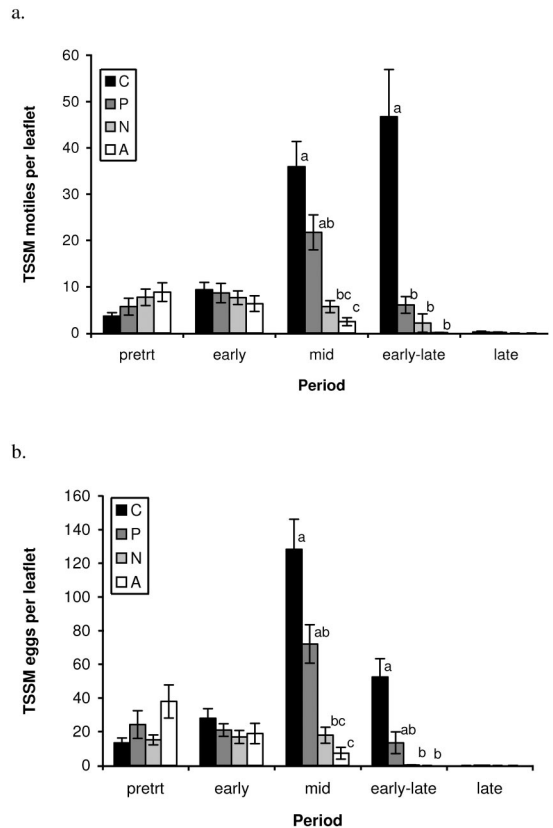 a.
TSSM motiles per leaflet
60
50
40
30
20
10
0
C
P
N
A
a
ab
bc
c
a
b
b
b
pretrt early mid early-late late
Period
b.
TSSM eggs per leaflet
160
140
120
100
80
60
40
20
0
C
P
N
A
a
ab
bc
c
a
ab
b b
pretrt early mid early-late late
Period